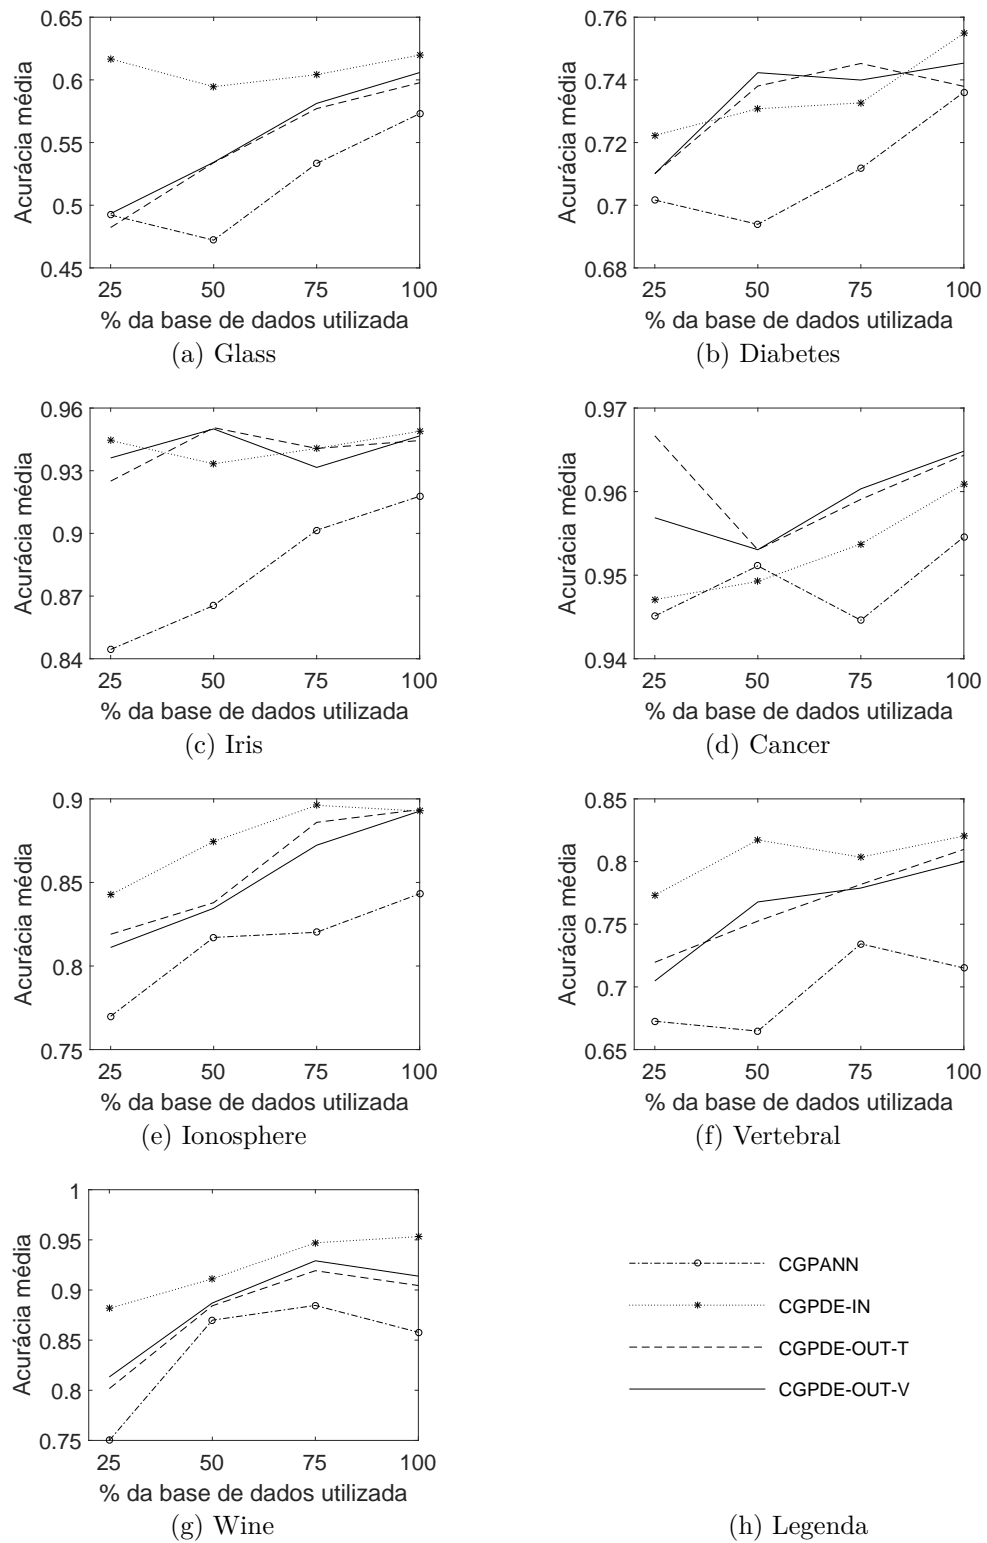 0.65
0.6
0.55
0.5
0.45
Acurácia média
25 50 75 100
% da base de dados utilizada
(a) Glass
0.76
0.74
0.72
0.7
0.68
Acurácia média
25 50 75 100
% da base de dados utilizada
(b) Diabetes
0.96
0.93
0.9
0.87
0.84
Acurácia média
25 50 75 100
% da base de dados utilizada
(c) Iris
0.97
0.96
0.95
0.94
Acurácia média
25 50 75 100
% da base de dados utilizada
(d) Cancer
0.9
0.85
0.8
0.75
Acurácia média
25 50 75 100
% da base de dados utilizada
(e) Ionosphere
0.85
0.8
0.75
0.7
0.65
Acurácia média
25 50 75 100
% da base de dados utilizada
(f) Vertebral
1
0.95
0.9
0.85
0.8
0.75
Acurácia média
25 50 75 100
% da base de dados utilizada
(g) Wine
CGPANN
CGPDE-IN
CGPDE-OUT-T
CGPDE-OUT-V
(h) Legenda